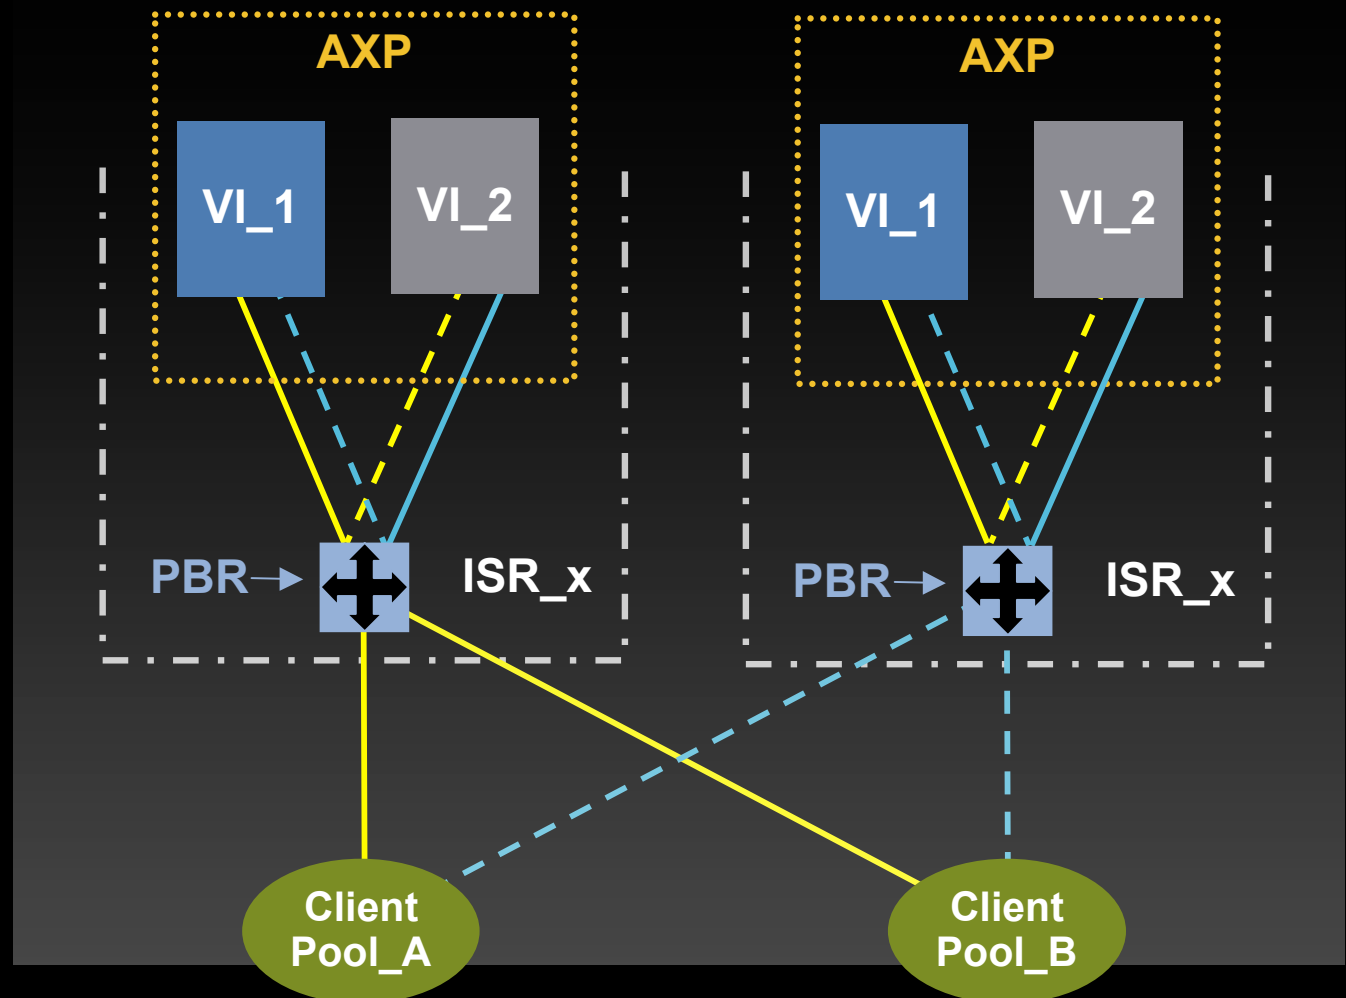 AXP
AXP
VI_1
VI_2
VI_1
VI_2
PBR
ISR_x
PBR
ISR_x
Client
Pool_A
Client
Pool_B